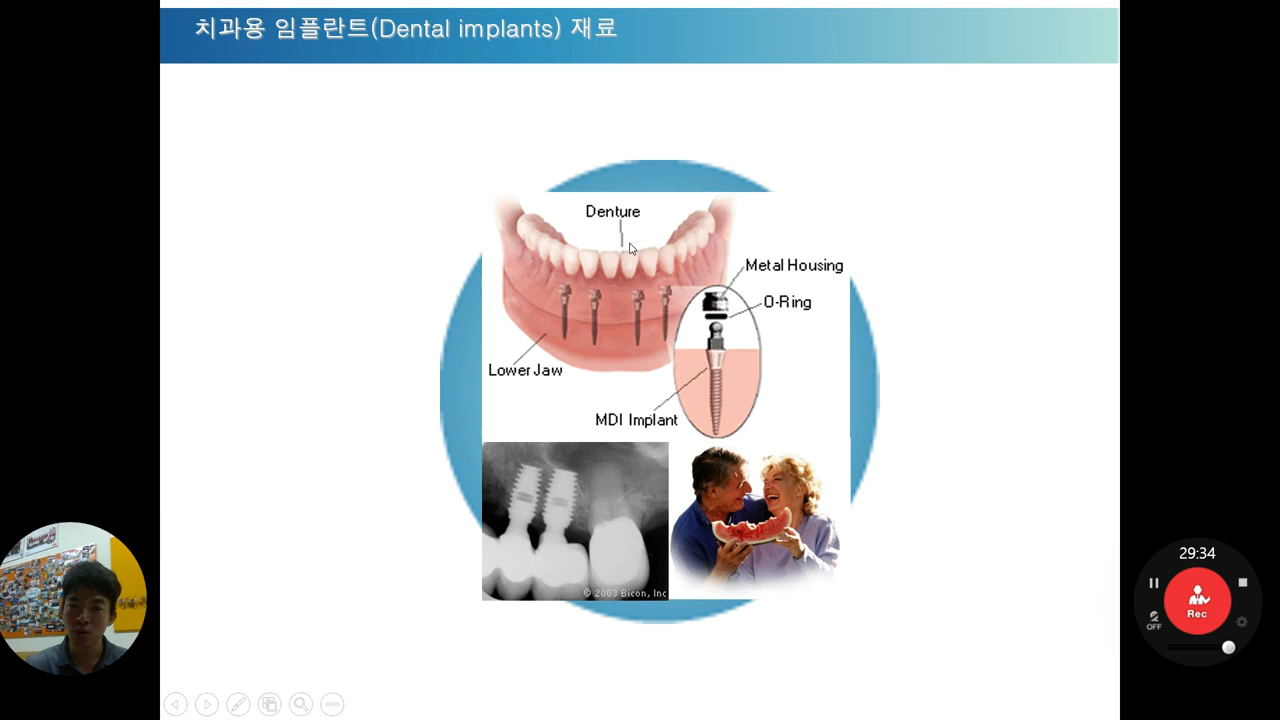 치과용 임플란트(Dental implants) 재료
Denture
Metal Housing
O-Ring
Lower Jaw
MDI Implant
© 2003 Bicon, Inc
29:34
Rec
OFF